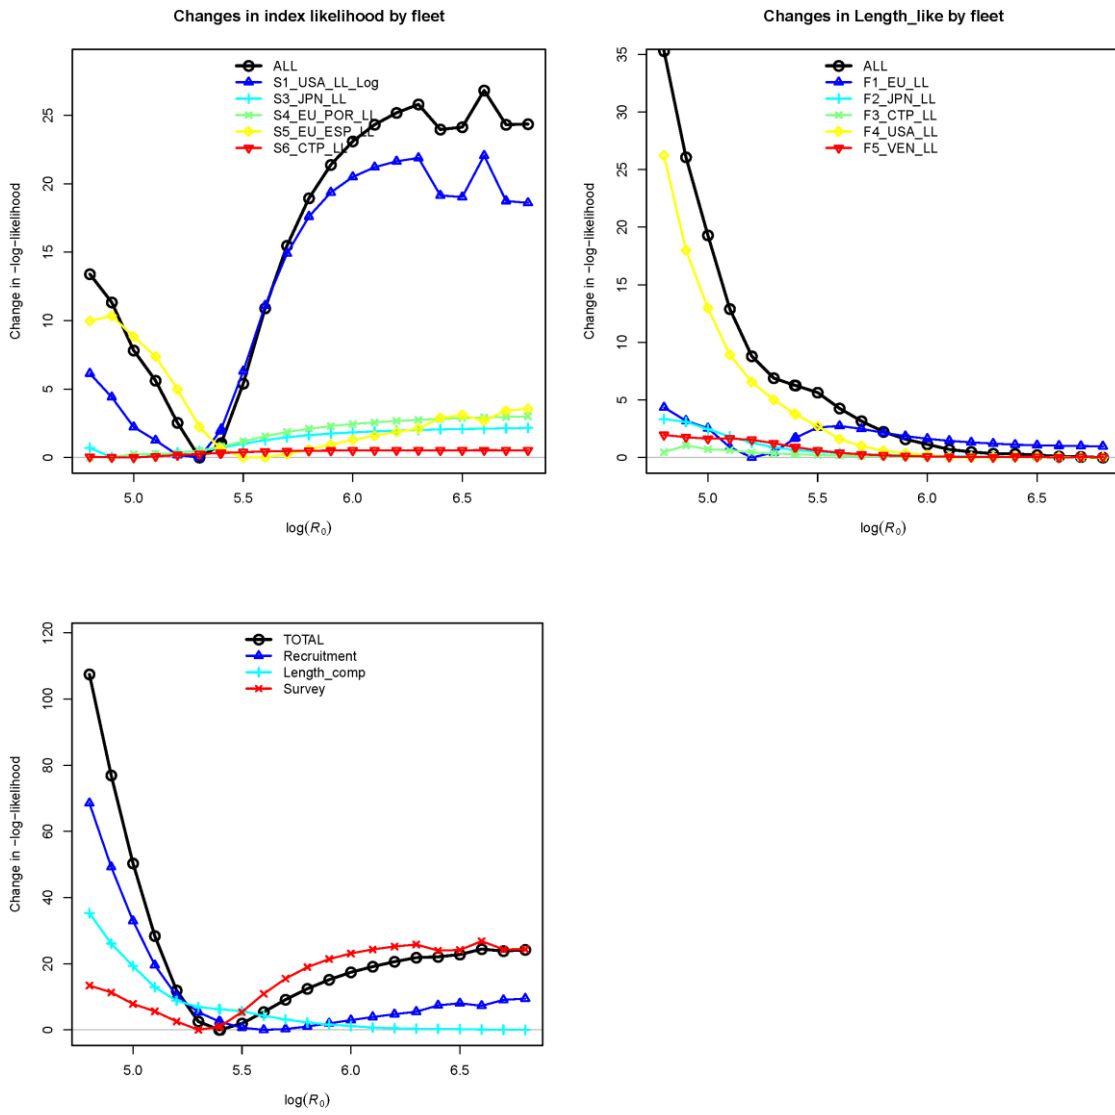 Changes in index likelihood by fleet
ALL
S1_USA_LL_Log
S3_JPN_LL
S4_EU_POR_LL
S5_EU_ESP_LL
S6_CTP_LL
Change in −log−likelihood
0
5
10
15
20
25
5.0
5.5
6.0
6.5
log(R₀)
Changes in Length_like by fleet
ALL
F1_EU_LL
F2_JPN_LL
F3_CTP_LL
F4_USA_LL
F5_VEN_LL
Change in −log−likelihood
0
5
10
15
20
25
30
35
5.0
5.5
6.0
6.5
log(R₀)
TOTAL
Recruitment
Length_comp
Survey
Change in −log−likelihood
0
20
40
60
80
100
120
5.0
5.5
6.0
6.5
log(R₀)